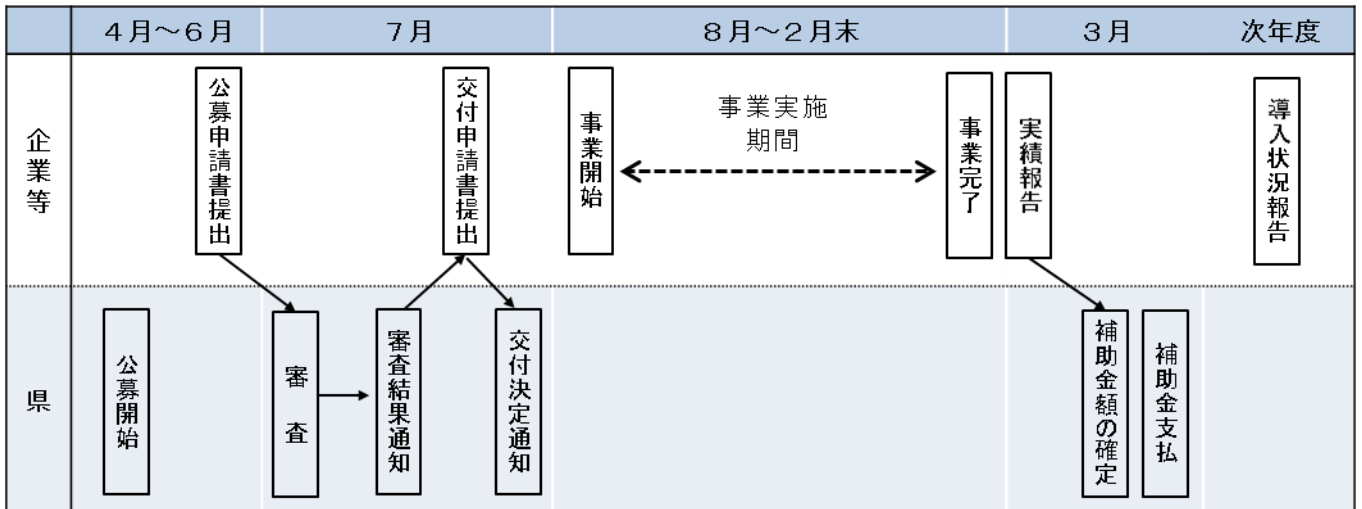 4月～6月
7月
8月～2月末
3月
次年度
企業等
公募申請書提出
交付申請書提出
事業開始
事業実施
期間
事業完了
実績報告
導入状況報告
県
公募開始
審査
審査結果通知
交付決定通知
補助金額の確定
補助金支払